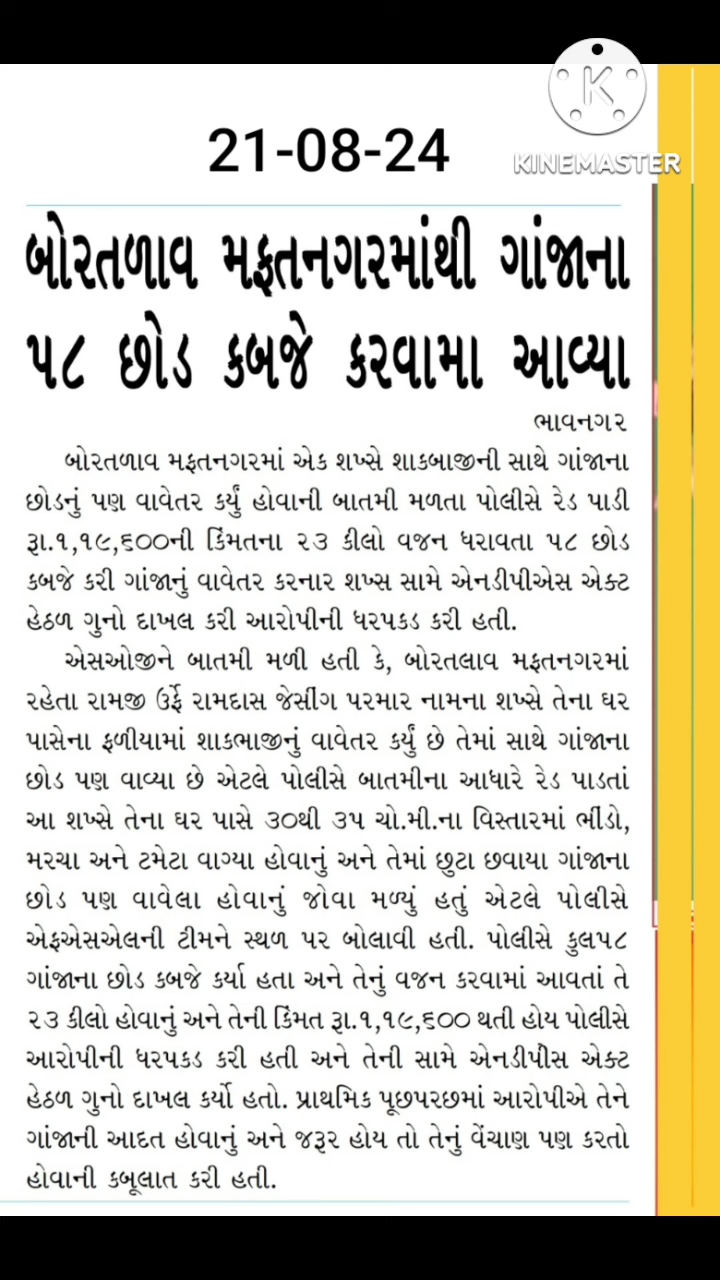 21-08-24
KINEMASTER
બોરતળાવ મફતનગરમાંથી ગાંજાના
૫૮ છોડ કબજે કરવામા આવ્યા
ભાવનગર
બોરતળાવ મફતનગરમાં એક શખ્સે શાકબાજીની સાથે ગાંજાના
છોડનું પણ વાવેતર કર્યું હોવાની બાતમી મળતા પોલીસે રેડ પાડી
રૂા.૧,૧૯,૬૦૦ની કિંમતના ૨૩ કીલો વજન ધરાવતા ૫૮ છોડ
કબજે કરી ગાંજાનું વાવેતર કરનાર શખ્સ સામે એનડીપીએસ એક્ટ
હેઠળ ગુનો દાખલ કરી આરોપીની ધરપકડ કરી હતી.
એસઓજીને બાતમી મળી હતી કે, બોરતલાવ મફતનગરમાં
રહેતા રામજી ઉર્ફે રામદાસ જેસીંગ પરમાર નામના શખ્સે તેના ઘર
પાસેના ફળીયામાં શાકભાજીનું વાવેતર કર્યું છે તેમાં સાથે ગાંજાના
છોડ પણ વાવ્યા છે એટલે પોલીસે બાતમીના આધારે રેડ પાડતાં
આ શખ્સે તેના ઘર પાસે ૩૦થી ૩૫ ચો.મી.ના વિસ્તારમાં ભીંડો,
મરચા અને ટમેટા વાગ્યા હોવાનું અને તેમાં છુટા છવાયા ગાંજાના
છોડ પણ વાવેલા હોવાનું જોવા મળ્યું હતું એટલે પોલીસે
એફએસએલની ટીમને સ્થળ પર બોલાવી હતી. પોલીસે કુલ૫૮
ગાંજાના છોડ કબજે કર્યા હતા અને તેનું વજન કરવામાં આવતાં તે
૨૩ કીલો હોવાનું અને તેની કિંમત રૂા.૧,૧૯,૬૦૦ થતી હોય પોલીસે
આરોપીની ધરપકડ કરી હતી અને તેની સામે એનડીપીએસ એક્ટ
હેઠળ ગુનો દાખલ કર્યો હતો. પ્રાથમિક પૂછપરછમાં આરોપીએ તેને
ગાંજાની આદત હોવાનું અને જરૂર હોય તો તેનું વેંચાણ પણ કરતો
હોવાની કબૂલાત કરી હતી.